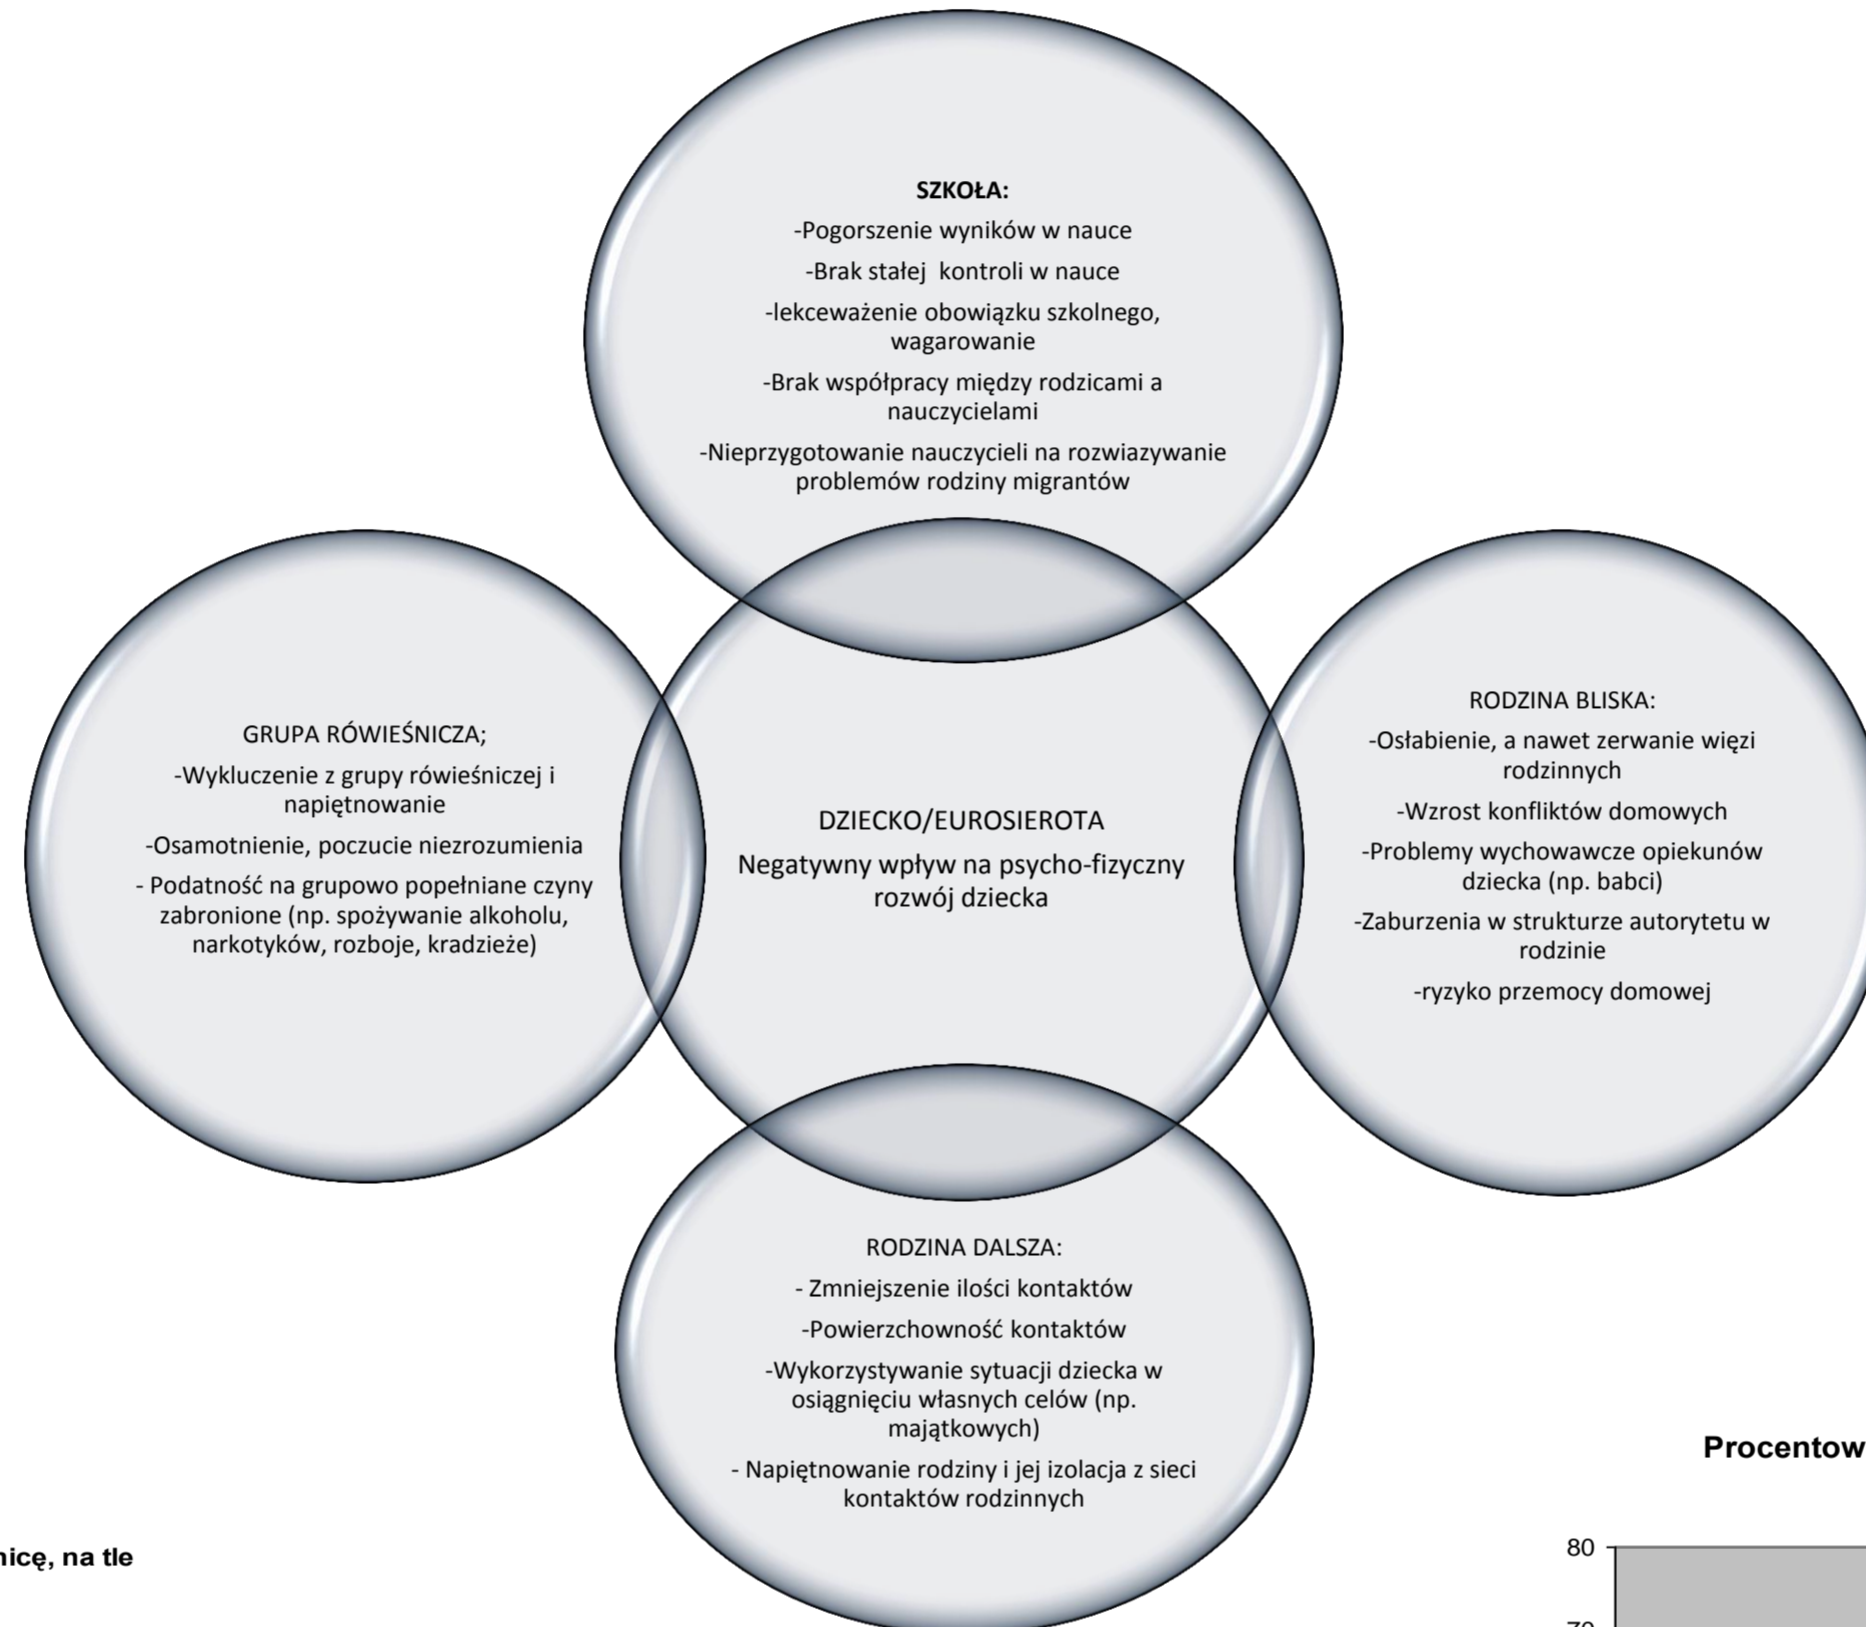 SZKOŁA:
-Pogorszenie wyników w nauce
-Brak stałej kontroli w nauce
-lekceważenie obowiązku szkolnego,
wagarowanie
-Brak współpracy między rodzicami a
nauczycielami
-Nieprzygotowanie nauczycieli na rozwiazywanie
problemów rodziny migrantów
GRUPA RÓWIEŚNICZA;
-Wykluczenie z grupy rówieśniczej i
napiętnowanie
-Osamotnienie, poczucie niezrozumienia
- Podatność na grupowo popełniane czyny
zabronione (np. spożywanie alkoholu,
narkotyków, rozboje, kradzieże)
DZIECKO/EUROSIEROTA
Negatywny wpływ na psycho-fizyczny
rozwój dziecka
RODZINA BLISKA:
-Osłabienie, a nawet zerwanie więzi
rodzinnych
-Wzrost konfliktów domowych
-Problemy wychowawcze opiekunów
dziecka (np. babci)
-Zaburzenia w strukturze autorytetu w
rodzinie
-ryzyko przemocy domowej
RODZINA DALSZA:
- Zmniejszenie ilości kontaktów
-Powierzchowność kontaktów
-Wykorzystywanie sytuacji dziecka w
osiągnięciu własnych celów (np.
majątkowych)
- Napiętnowanie rodziny i jej izolacja z sieci
kontaktów rodzinnych
Procentow
nicę, na tle
80